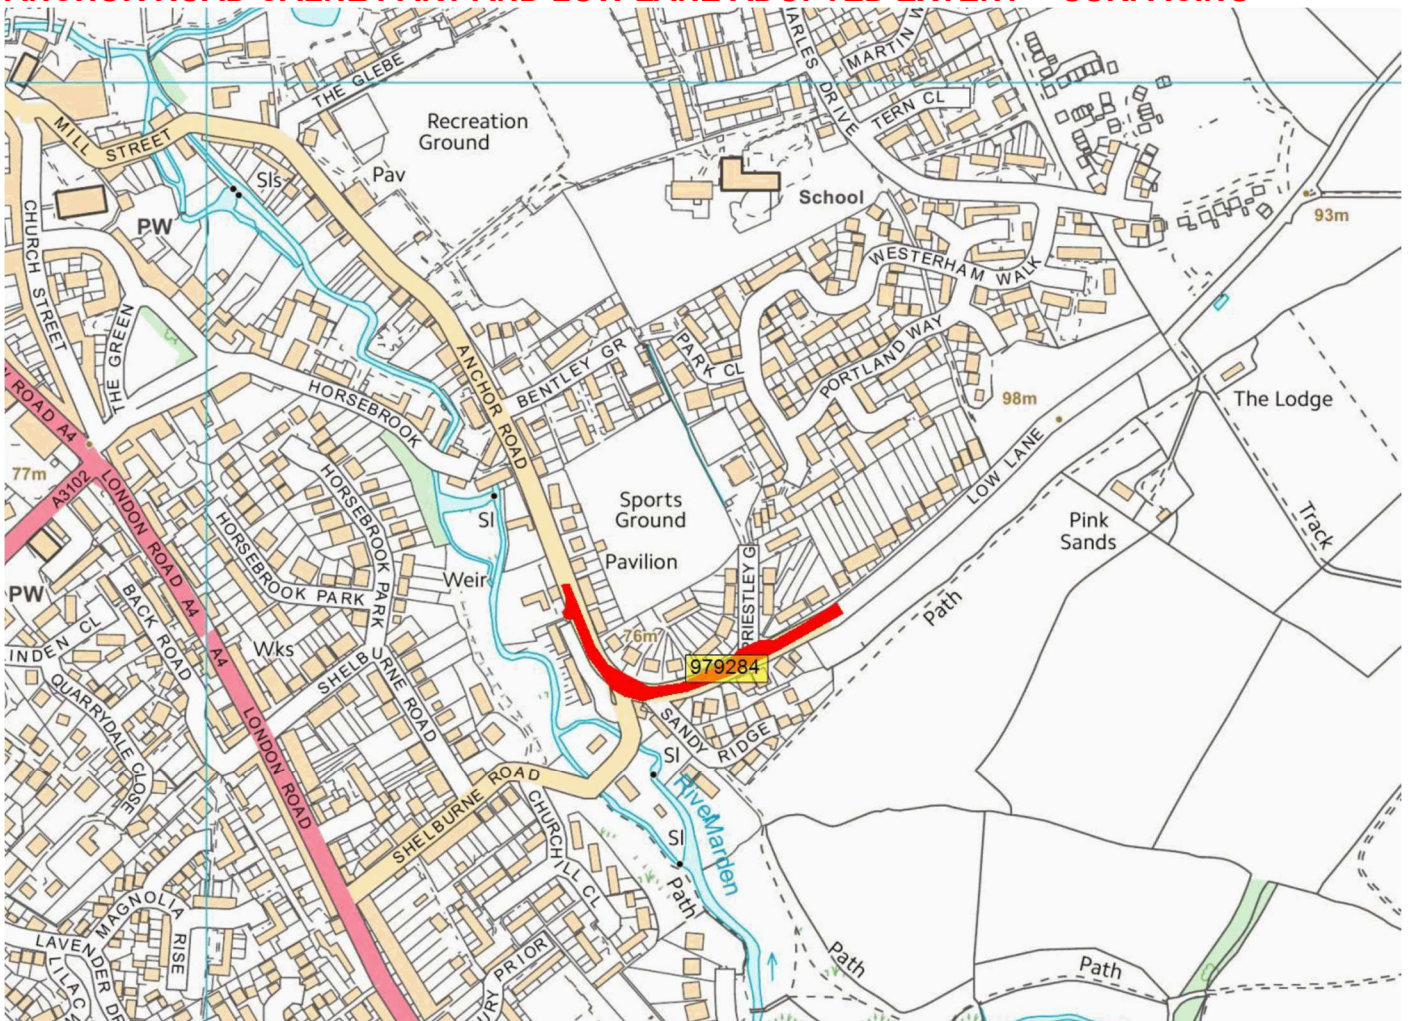 THE GLEBE
MARTIN
DRIVE
TERN CL
Recreation
Ground
MILL STREET
Sls
Pav
School
PW
93m
CHURCH STREET
WESTERHAM WALK
THE GREEN
ANCHOR ROAD
BENTLEY GR
PARK CL
PORTLAND WAY
HORSEBROOK
98m
The Lodge
ROAD A4
77m
A3102
LONDON ROAD A4
A4
LOW LANE
HORSEBROOK PARK
HORSEBROOK PARK
Sports
Ground
Sl
Pink
Sands
Track
Pavilion
Weir
PRIESTLEY G
PW
BACK ROAD
Path
76m
979284
Wks
SHELBURNE ROAD
QUARRYDALE CLOSE
LONDON ROAD
SANDY RIDGE
Sl
SHELBURNE ROAD
River Marden
CHURCHILL CL
Sl
Path
MAGNOLIA RISE
LAVENDER DR
LILAC
PRIOR
Path
Path